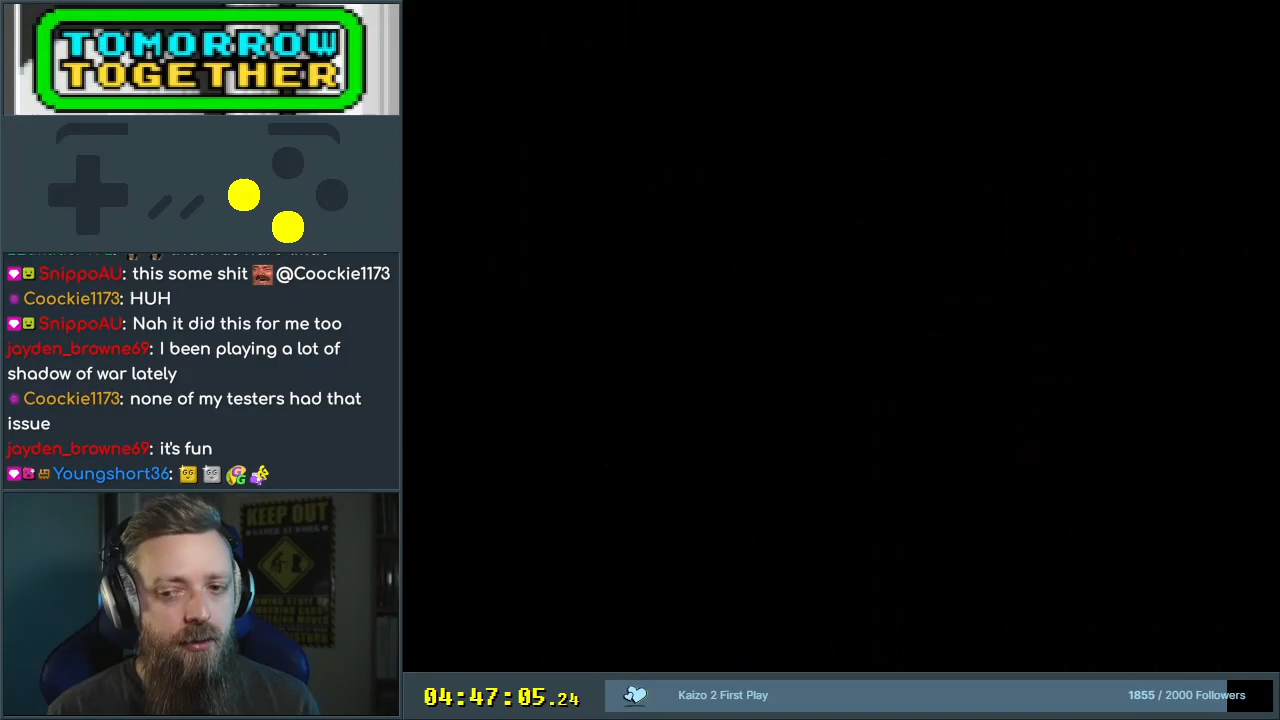 TOMORROW
TOGETHER
SnippoAU: this some shit @Coockie1173
Coockie1173: HUH
SnippoAU: Nah it did this for me too
jayden_browne69: I been playing a lot of
shadow of war lately
Coockie1173: none of my testers had that
issue
jayden_browne69: it's fun
Youngshort36:
KEEP OUT
04:47:05.24
Kaizo 2 First Play
1855 / 2000 Followers